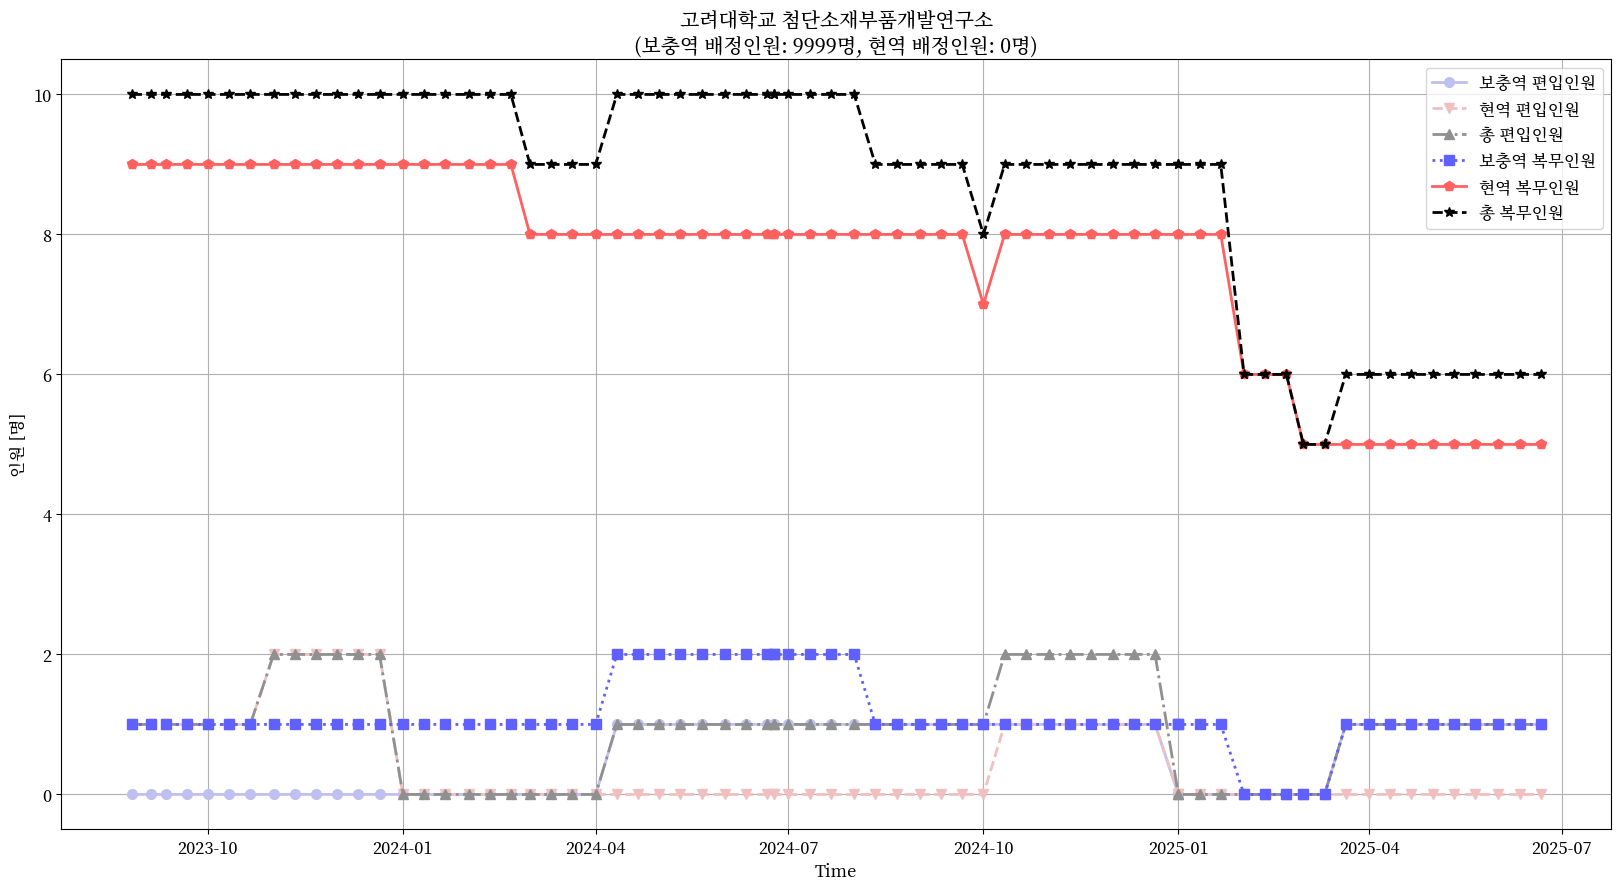 고려대학교 첨단소재부품개발연구소
(보충역 배정인원: 9999명, 현역 배정인원: 0명)
보충역 편입인원
현역 편입인원
총 편입인원
보충역 복무인원
현역 복무인원
총 복무인원
인원 [명]
10
8
6
4
2
0
2023-10
2024-01
2024-04
2024-07
2024-10
2025-01
2025-04
2025-07
Time